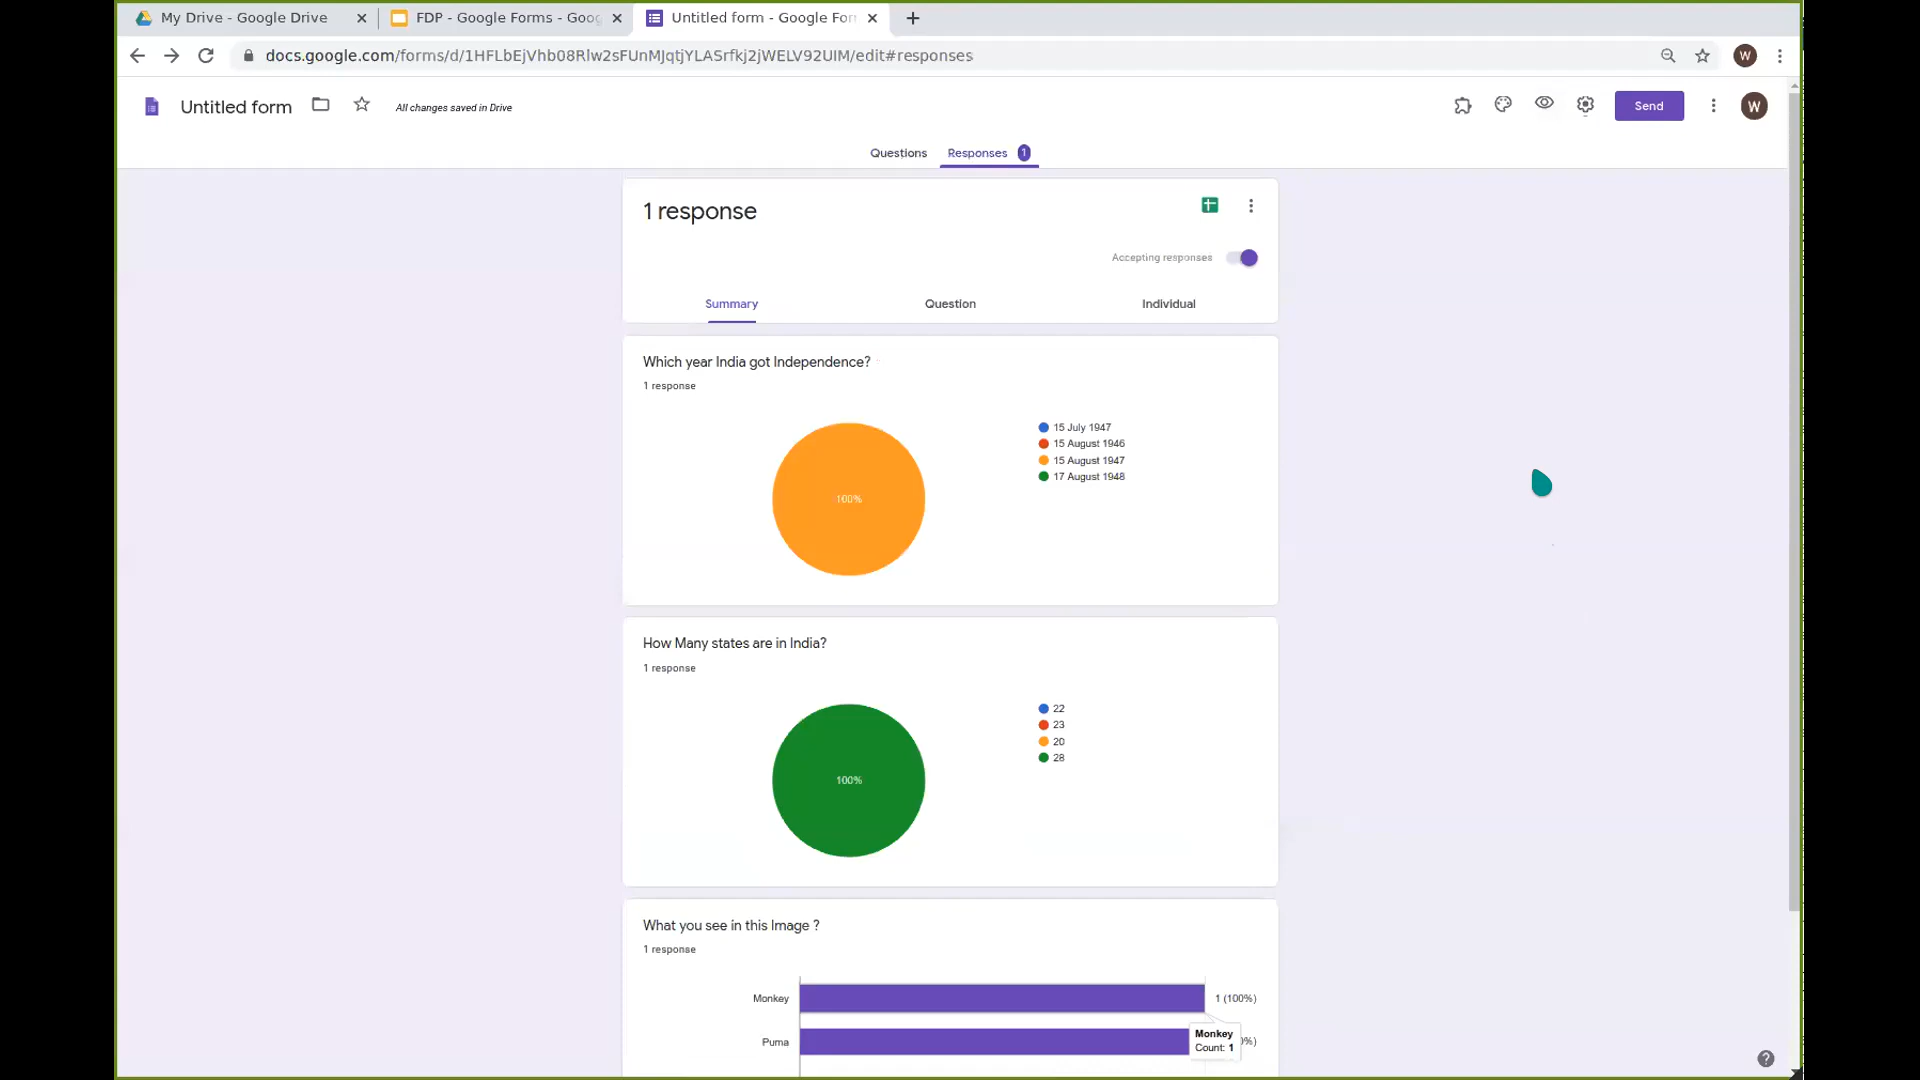 My Drive - Google Drive
FDP - Google Forms - Goog
Untitled form - Google For
docs.google.com/forms/d/1HFLbEjVhb08Rlw2sFUnMJqtjYLASrfkj2jWELV92UIM/edit#responses
W
Untitled form
All changes saved in Drive
Send
W
Questions
Responses 1
1 response
Accepting responses
Summary
Question
Individual
Which year India got Independence?
1 response
100%
15 July 1947
15 August 1946
15 August 1947
17 August 1948
How Many states are in India?
1 response
100%
22
23
20
28
What you see in this Image ?
1 response
Monkey
1 (100%)
Puma
Monkey
Count: 1